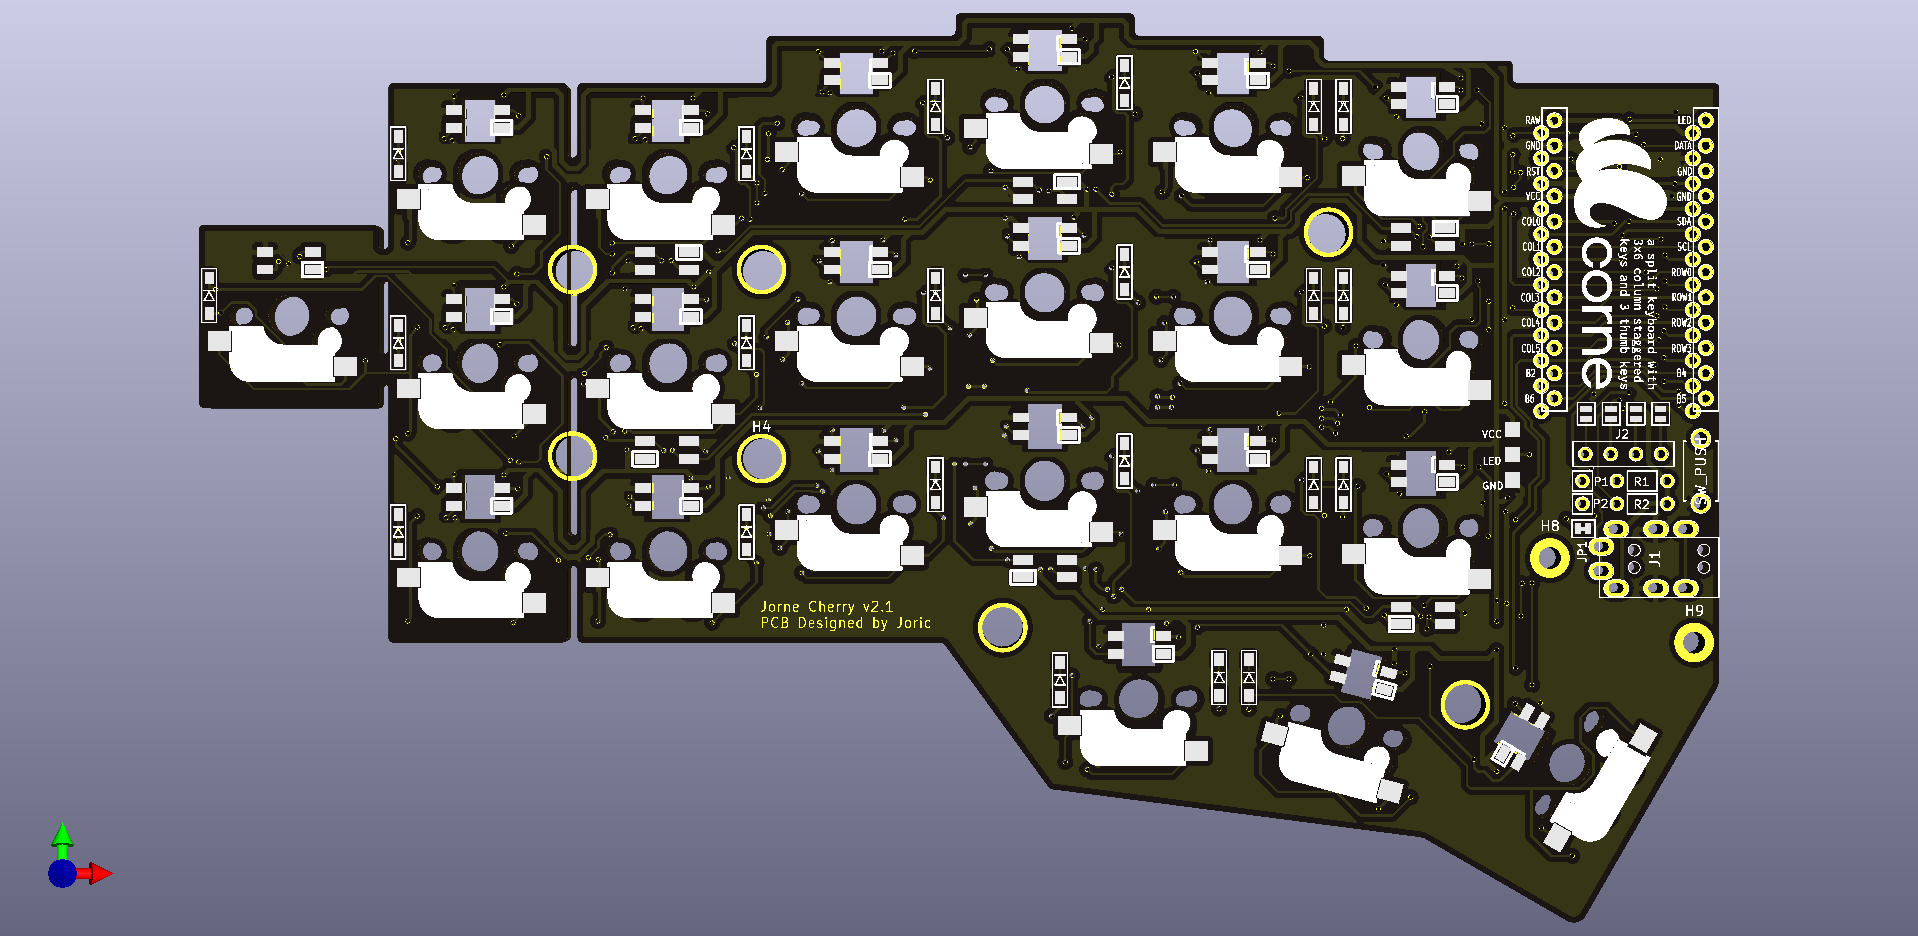 RAW
GND
RST
VCC
COL0
COL1
COL2
COL3
COL4
COL5
B2
B6
LED
DATA
GND
GND
SDA
SCL
ROW0
ROW1
ROW2
ROW3
B4
B5
corne
a split keyboard with
3x6 column staggered
keys and 3 thumb keys
H4
VCC
LED
GND
J2
P1
R1
P2
R2
H8
JP1
J1
H9
Jorne Cherry v2.1
PCB Designed by Joric